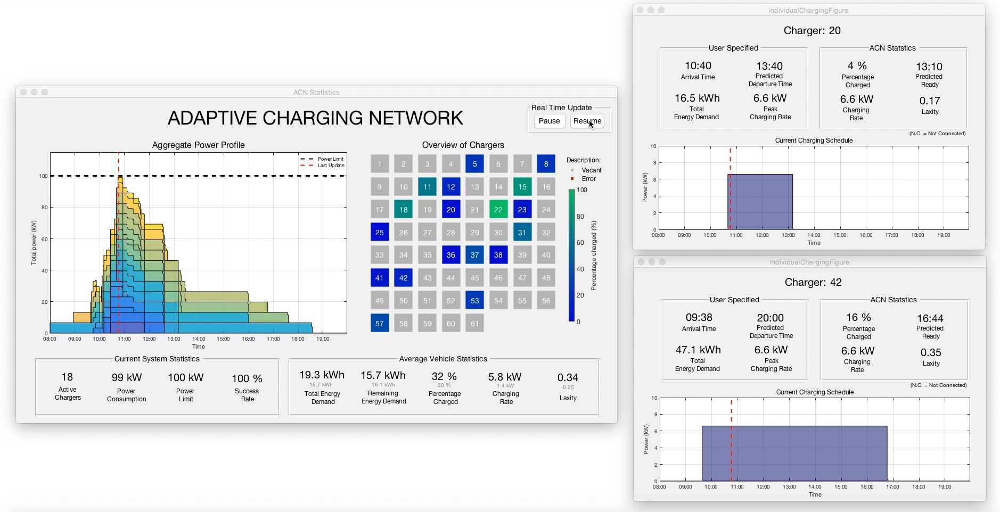 ACN Statistics
ADAPTIVE CHARGING NETWORK
Real Time Update
Pause
Resume
Aggregate Power Profile
Power Limit
Last Update
Total power (kW)
100
80
60
40
20
0
08:00 09:00 10:00 11:00 12:00 13:00 14:00 15:00 16:00 17:00 18:00 19:00
Time
Overview of Chargers
1 2 3 4 5 6 7 8
9 10 11 12 13 14 15 16
17 18 19 20 21 22 23 24
25 26 27 28 29 30 31 32
33 34 35 36 37 38 39 40
41 42 43 44 45 46 47 48
49 50 51 52 53 54 55 56
57 58 59 60 61
Description:
Vacant
Error
100
80
60
40
20
0
Percentage charged (%)
Current System Statistics
18
Active
Chargers
99 kW
Power
Consumption
100 kW
Power
Limit
100 %
Success
Rate
Average Vehicle Statistics
19.3 kWh
15.7 kWh
Total Energy
Demand
15.7 kWh
16.1 kWh
Remaining
Energy Demand
32 %
30 %
Percentage
Charged
5.8 kW
1.4 kW
Charging
Rate
0.34
0.25
Laxity
IndividualChargingFigure
Charger: 20
User Specified
10:40
Arrival Time
13:40
Predicted
Departure Time
16.5 kWh
Total
Energy Demand
6.6 kW
Peak
Charging Rate
ACN Statstics
4 %
Percentage
Charged
13:10
Predicted
Ready
6.6 kW
Charging
Rate
0.17
Laxity
(N.C. = Not Connected)
Current Charging Schedule
Power (kW)
10
8
6
4
2
0
08:00 09:00 10:00 11:00 12:00 13:00 14:00 15:00 16:00 17:00 18:00 19:00
Time
IndividualChargingFigure
Charger: 42
User Specified
09:38
Arrival Time
20:00
Predicted
Departure Time
47.1 kWh
Total
Energy Demand
6.6 kW
Peak
Charging Rate
ACN Statstics
16 %
Percentage
Charged
16:44
Predicted
Ready
6.6 kW
Charging
Rate
0.35
Laxity
(N.C. = Not Connected)
Current Charging Schedule
Power (kW)
10
8
6
4
2
0
08:00 09:00 10:00 11:00 12:00 13:00 14:00 15:00 16:00 17:00 18:00 19:00
Time